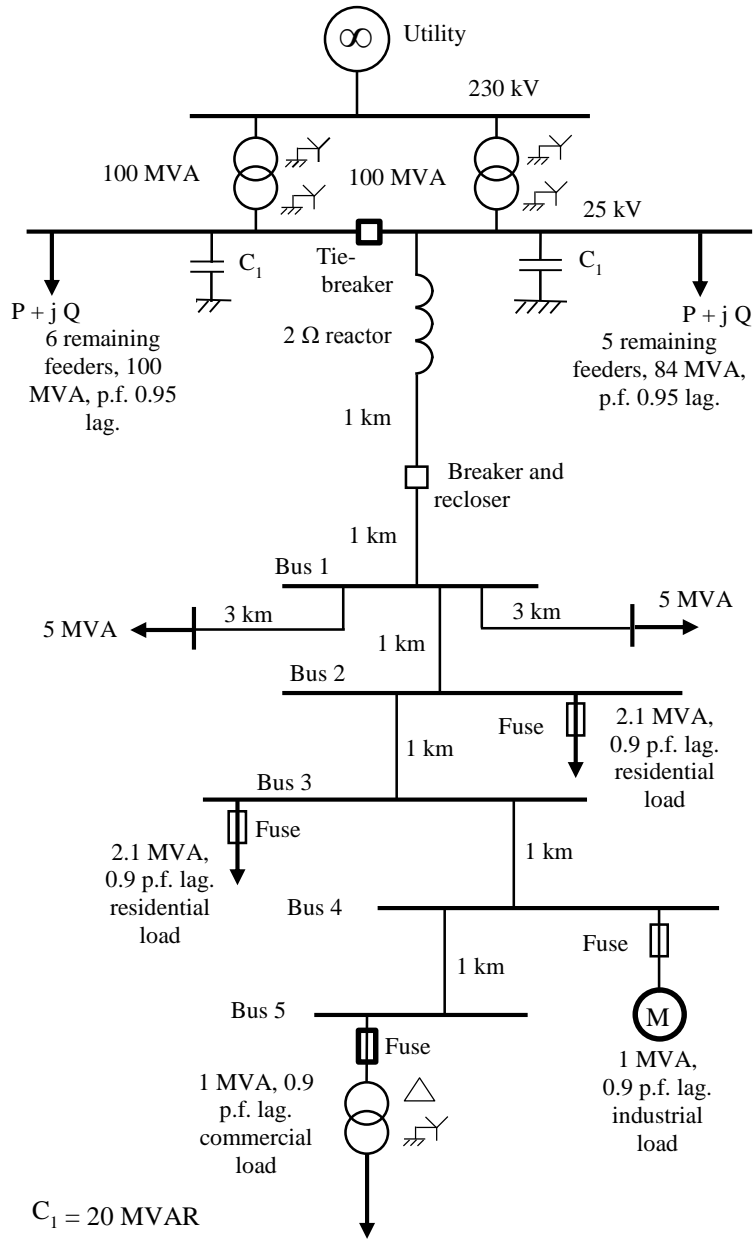 ∞
Utility
230 kV
100 MVA
100 MVA
25 kV
C1
Tie-
breaker
C1
P + j Q
6 remaining
feeders, 100
MVA, p.f. 0.95
lag.
2 Ω reactor
P + j Q
5 remaining
feeders, 84 MVA,
p.f. 0.95 lag.
1 km
Breaker and
recloser
1 km
Bus 1
5 MVA
3 km
3 km
5 MVA
1 km
Bus 2
Fuse
2.1 MVA,
0.9 p.f. lag.
residential
load
1 km
Bus 3
Fuse
2.1 MVA,
0.9 p.f. lag.
residential
load
1 km
Bus 4
Fuse
1 km
M
Bus 5
Fuse
1 MVA, 0.9
p.f. lag.
commercial
load
1 MVA,
0.9 p.f. lag.
industrial
load
C1 = 20 MVAR